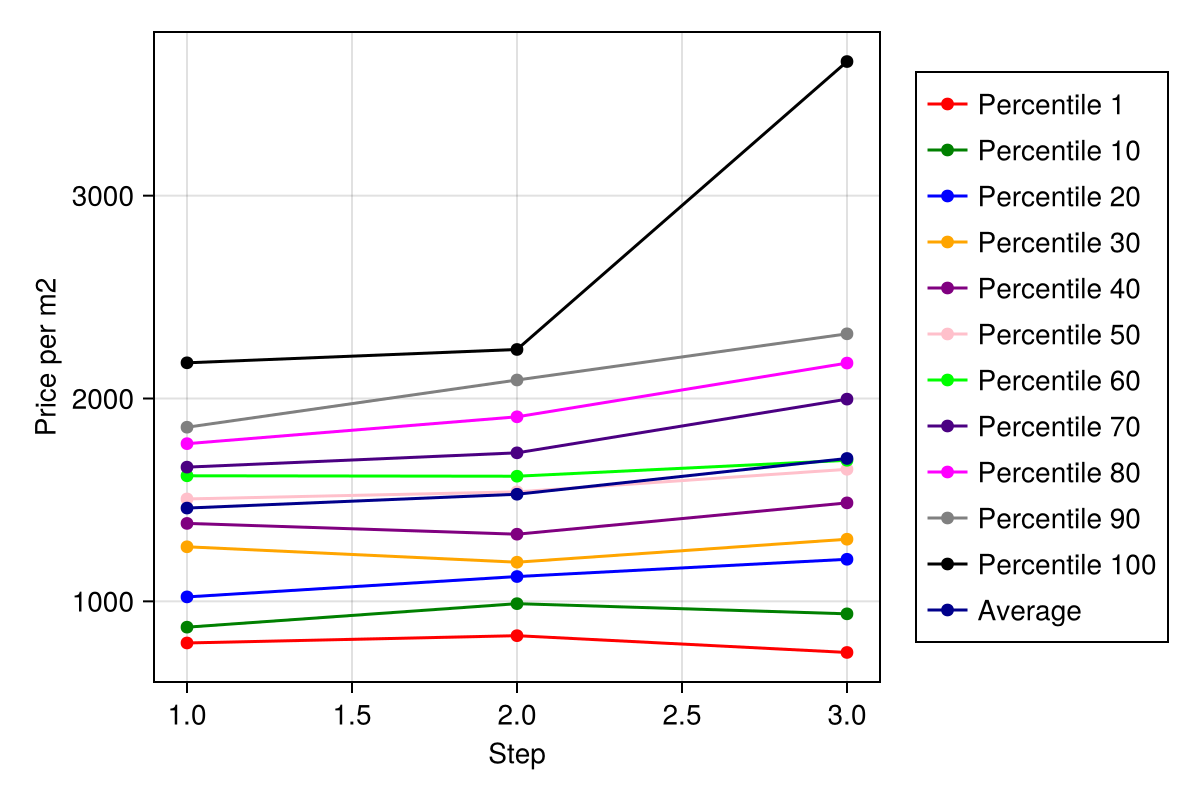 3000
2000
1000
Price per m2
1.0 1.5 2.0 2.5 3.0
Step
Percentile 1
Percentile 10
Percentile 20
Percentile 30
Percentile 40
Percentile 50
Percentile 60
Percentile 70
Percentile 80
Percentile 90
Percentile 100
Average